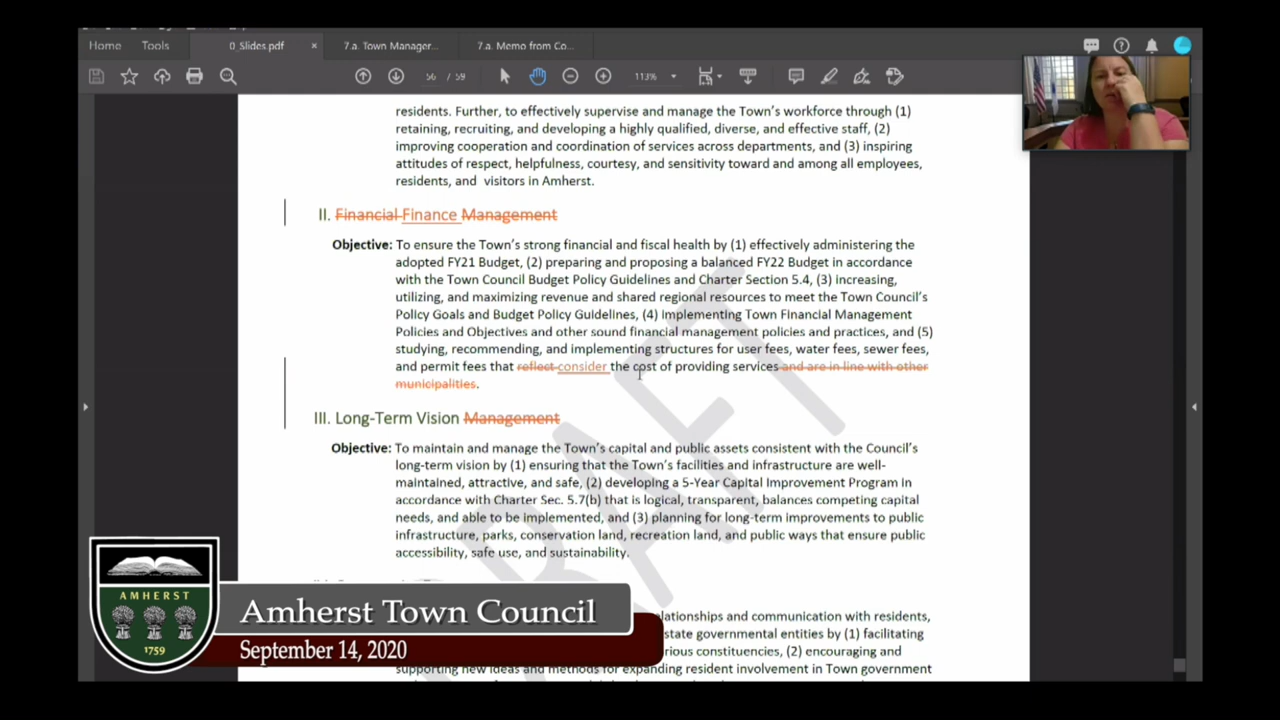 Home Tools 0_Slides.pdf × 7.a. Town Manager... 7.a. Memo from Co...
56 / 59 113%
residents. Further, to effectively supervise and manage the Town's workforce through (1)
retaining, recruiting, and developing a highly qualified, diverse, and effective staff, (2)
improving cooperation and coordination of services across departments, and (3) inspiring
attitudes of respect, helpfulness, courtesy, and sensitivity toward and among all employees,
residents, and visitors in Amherst.
II. Financial Finance Management
Objective: To ensure the Town's strong financial and fiscal health by (1) effectively administering the
adopted FY21 Budget, (2) preparing and proposing a balanced FY22 Budget in accordance
with the Town Council Budget Policy Guidelines and Charter Section 5.4, (3) increasing,
utilizing, and maximizing revenue and shared regional resources to meet the Town Council's
Policy Goals and Budget Policy Guidelines, (4) implementing Town Financial Management
Policies and Objectives and other sound financial management policies and practices, and (5)
studying, recommending, and implementing structures for user fees, water fees, sewer fees,
and permit fees that reflect consider the cost of providing services and are in line with other
municipalities.
III. Long-Term Vision Management
Objective: To maintain and manage the Town's capital and public assets consistent with the Council's
long-term vision by (1) ensuring that the Town's facilities and infrastructure are well-
maintained, attractive, and safe, (2) developing a 5-Year Capital Improvement Program in
accordance with Charter Sec. 5.7(b) that is logical, transparent, balances competing capital
needs, and able to be implemented, and (3) planning for long-term improvements to public
infrastructure, parks, conservation land, recreation land, and public ways that ensure public
accessibility, safe use, and sustainability.
DRAFT
elationships and communication with residents,
state governmental entities by (1) facilitating
rious constituencies, (2) encouraging and
supporting new ideas and methods for expanding resident involvement in Town government
AMHERST
1759
Amherst Town Council
September 14, 2020